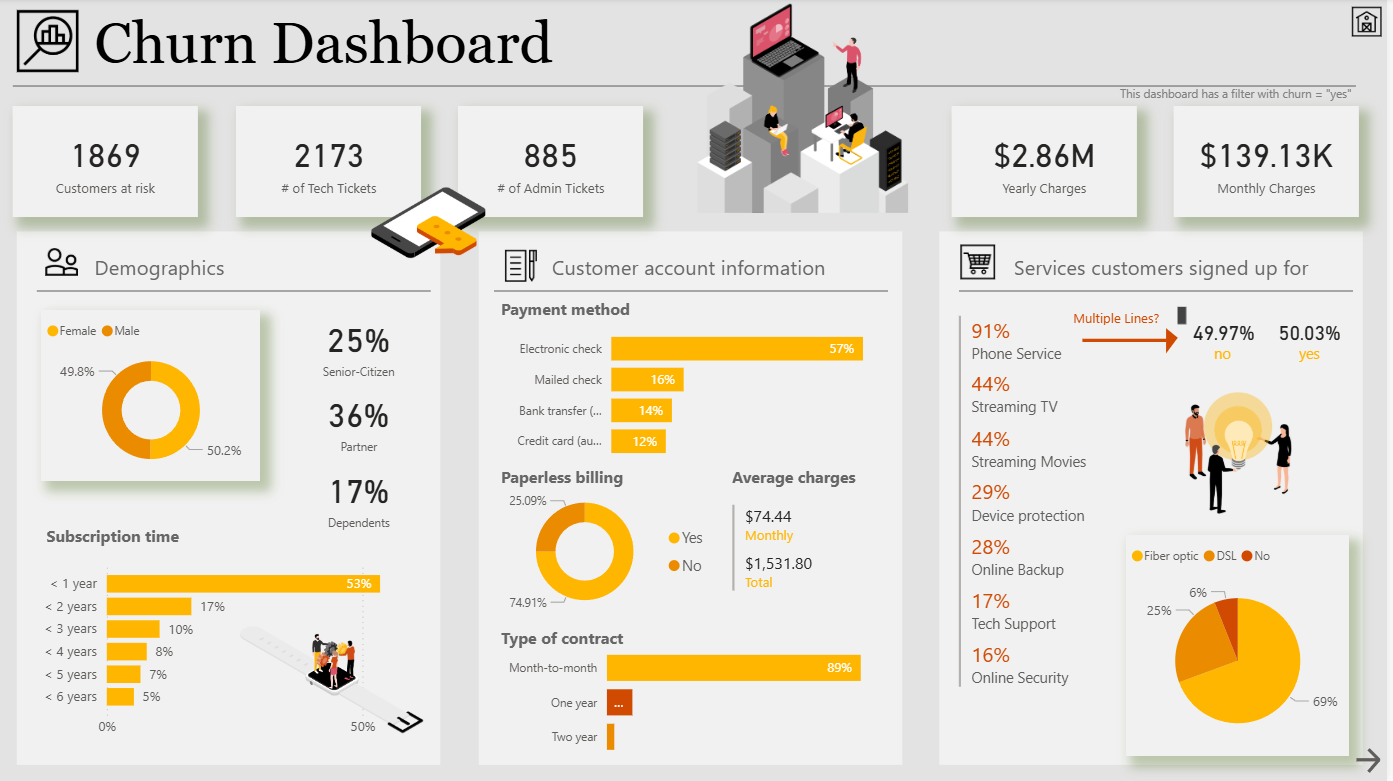 Churn Dashboard
This dashboard has a filter with churn = "yes"
1869
Customers at risk
2173
# of Tech Tickets
885
# of Admin Tickets
$2.86M
Yearly Charges
$139.13K
Monthly Charges
Demographics
Female Male
49.8%
50.2%
25%
Senior-Citizen
36%
Partner
17%
Dependents
Subscription time
< 1 year 53%
< 2 years 17%
< 3 years 10%
< 4 years 8%
< 5 years 7%
< 6 years 5%
0% 50%
Customer account information
Payment method
Electronic check 57%
Mailed check 16%
Bank transfer (... 14%
Credit card (au... 12%
Paperless billing
25.09%
74.91%
Yes
No
Average charges
$74.44
Monthly
$1,531.80
Total
Type of contract
Month-to-month 89%
One year ...
Two year
Services customers signed up for
91%
Phone Service
Multiple Lines?
49.97%
no
50.03%
yes
44%
Streaming TV
44%
Streaming Movies
29%
Device protection
28%
Online Backup
17%
Tech Support
16%
Online Security
Fiber optic DSL No
6%
25%
69%